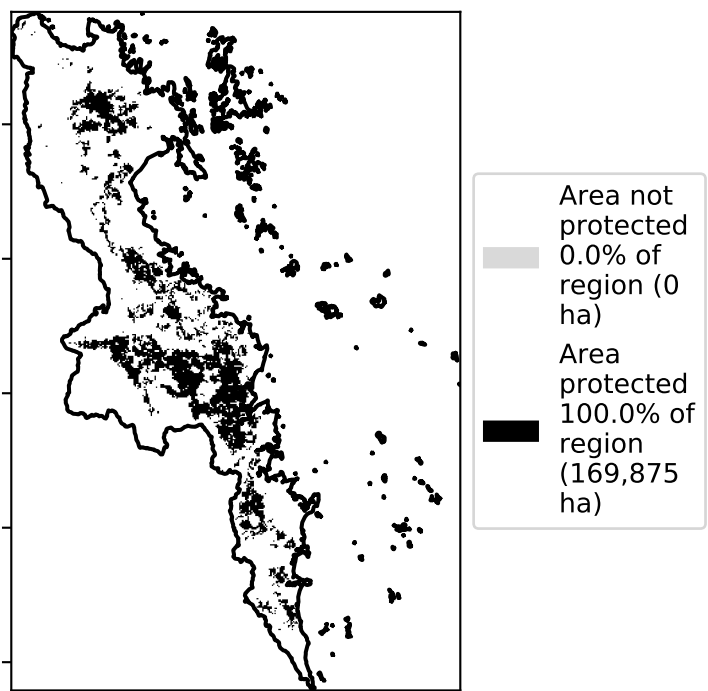 Area not
protected
0.0% of
region (0
ha)
Area
protected
100.0% of
region
(169,875
ha)